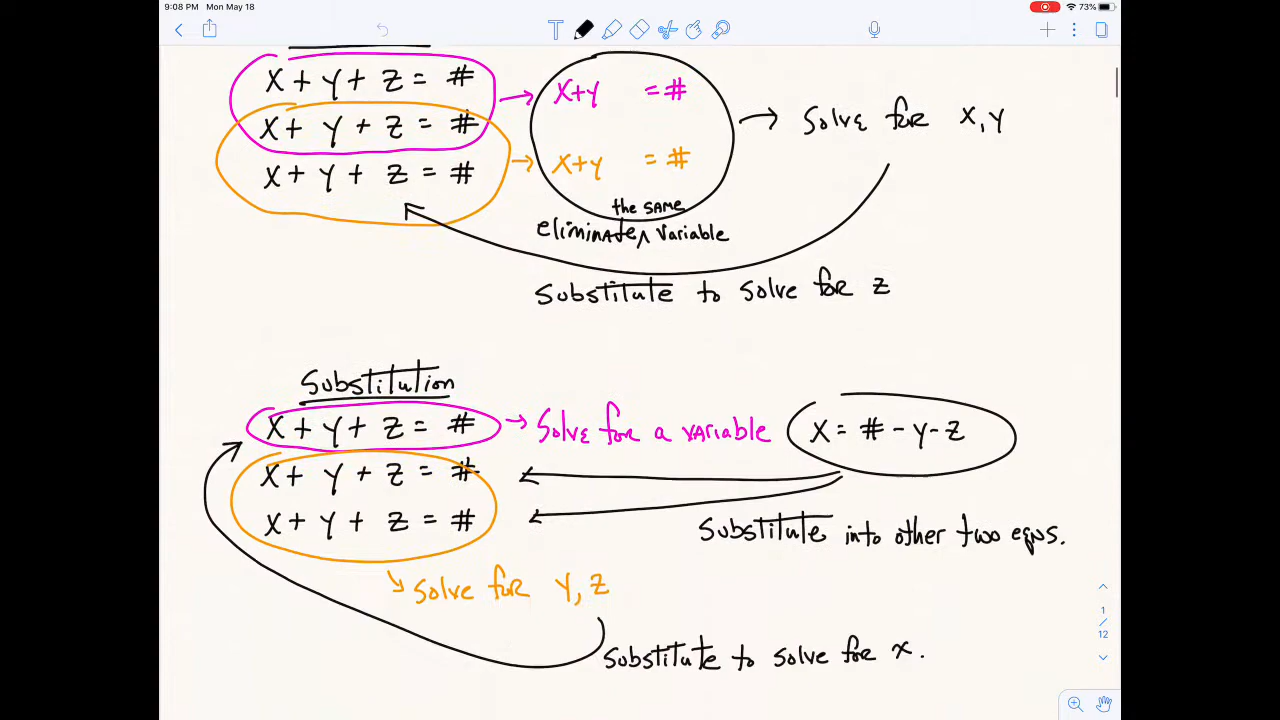 9:08 PM Mon May 18
73%
X + Y + Z = # X+Y = # → Solve for X, Y
X + Y + Z = #
X + Y + Z = # X+Y = #
the same
eliminate ^ variable
Substitute to solve for z
Substitution
X + Y + Z = # → Solve for a variable X = # - Y - Z
X + Y + Z = #
X + Y + Z = #
Substitute into other two eqns.
Solve for Y, Z
Substitute to solve for x.
1
/
12